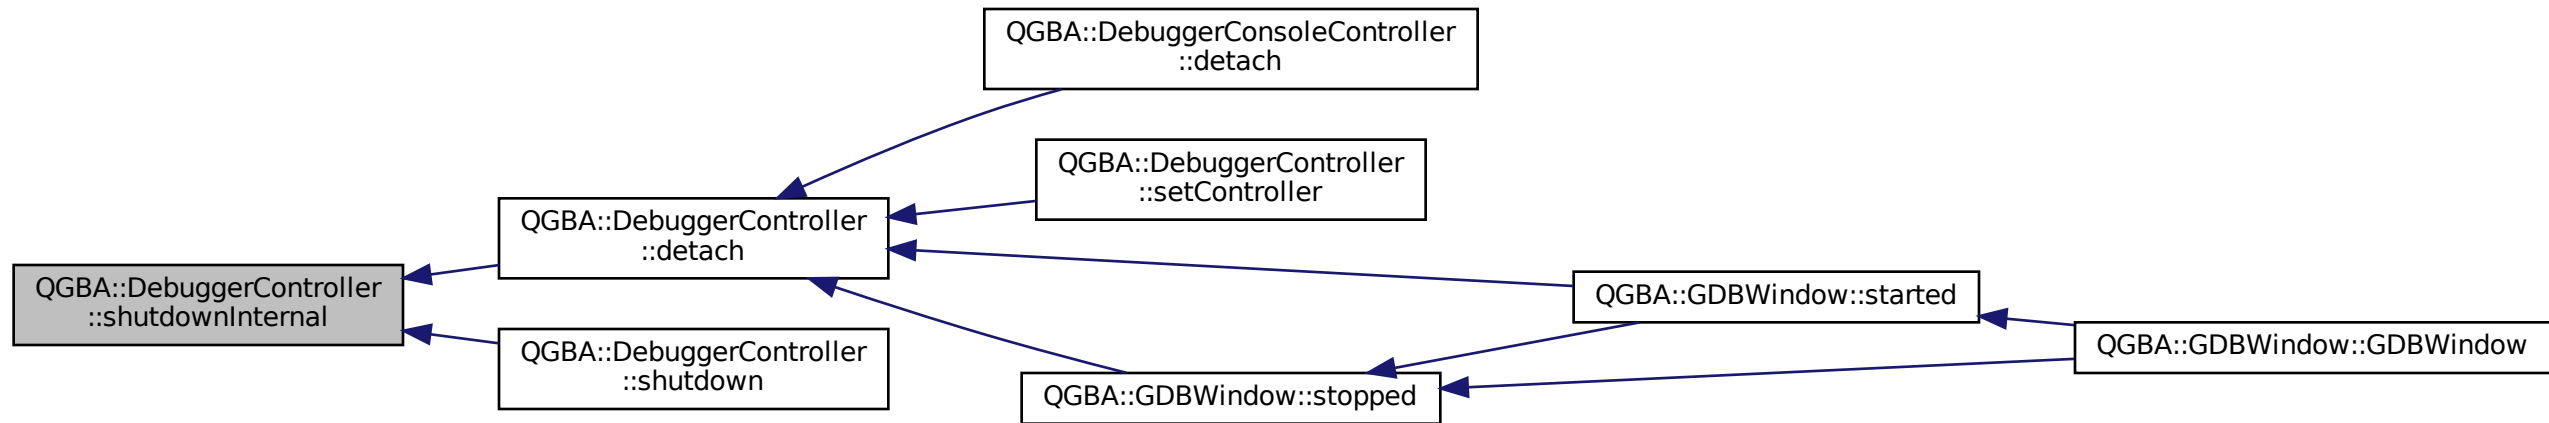 QGBA::DebuggerConsoleController
::detach
QGBA::DebuggerController
::setController
QGBA::DebuggerController
::detach
QGBA::DebuggerController
::shutdownInternal
QGBA::GDBWindow::started
QGBA::DebuggerController
::shutdown
QGBA::GDBWindow::GDBWindow
QGBA::GDBWindow::stopped